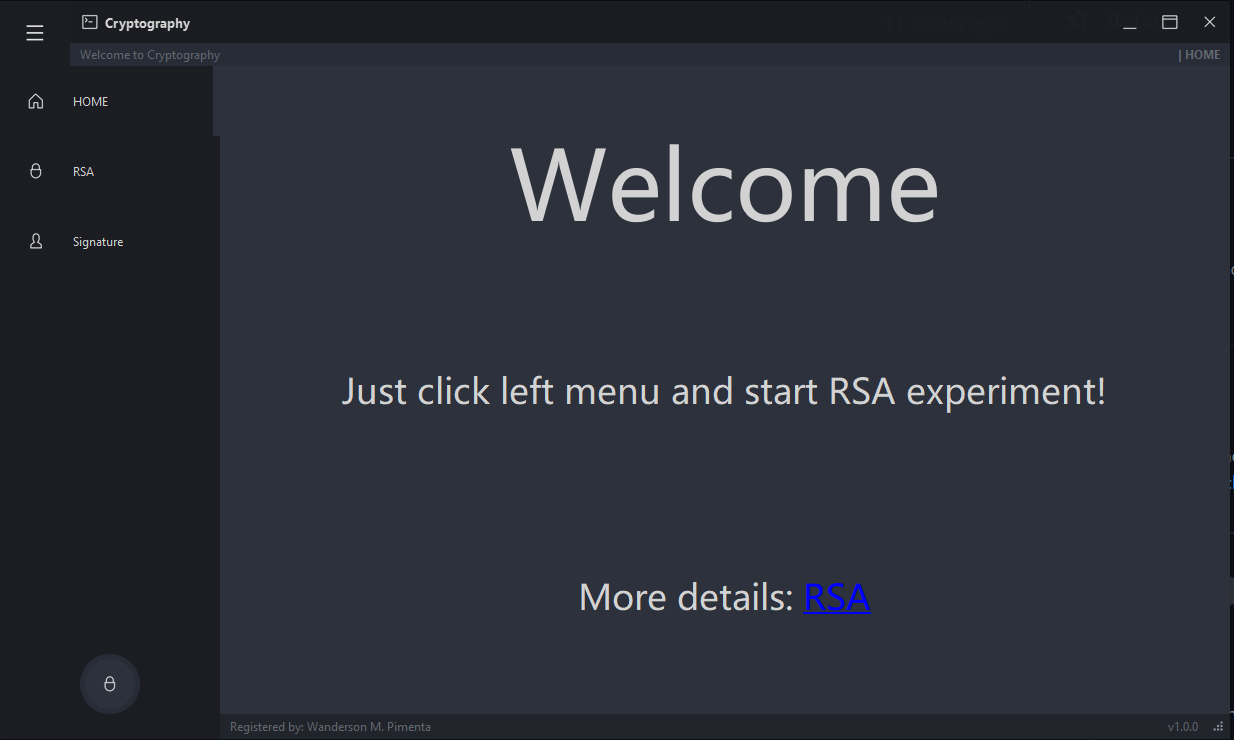 Cryptography
Welcome to Cryptography
| HOME
HOME
RSA
Signature
Welcome
Just click left menu and start RSA experiment!
More details: RSA
Registered by: Wanderson M. Pimenta
v1.0.0